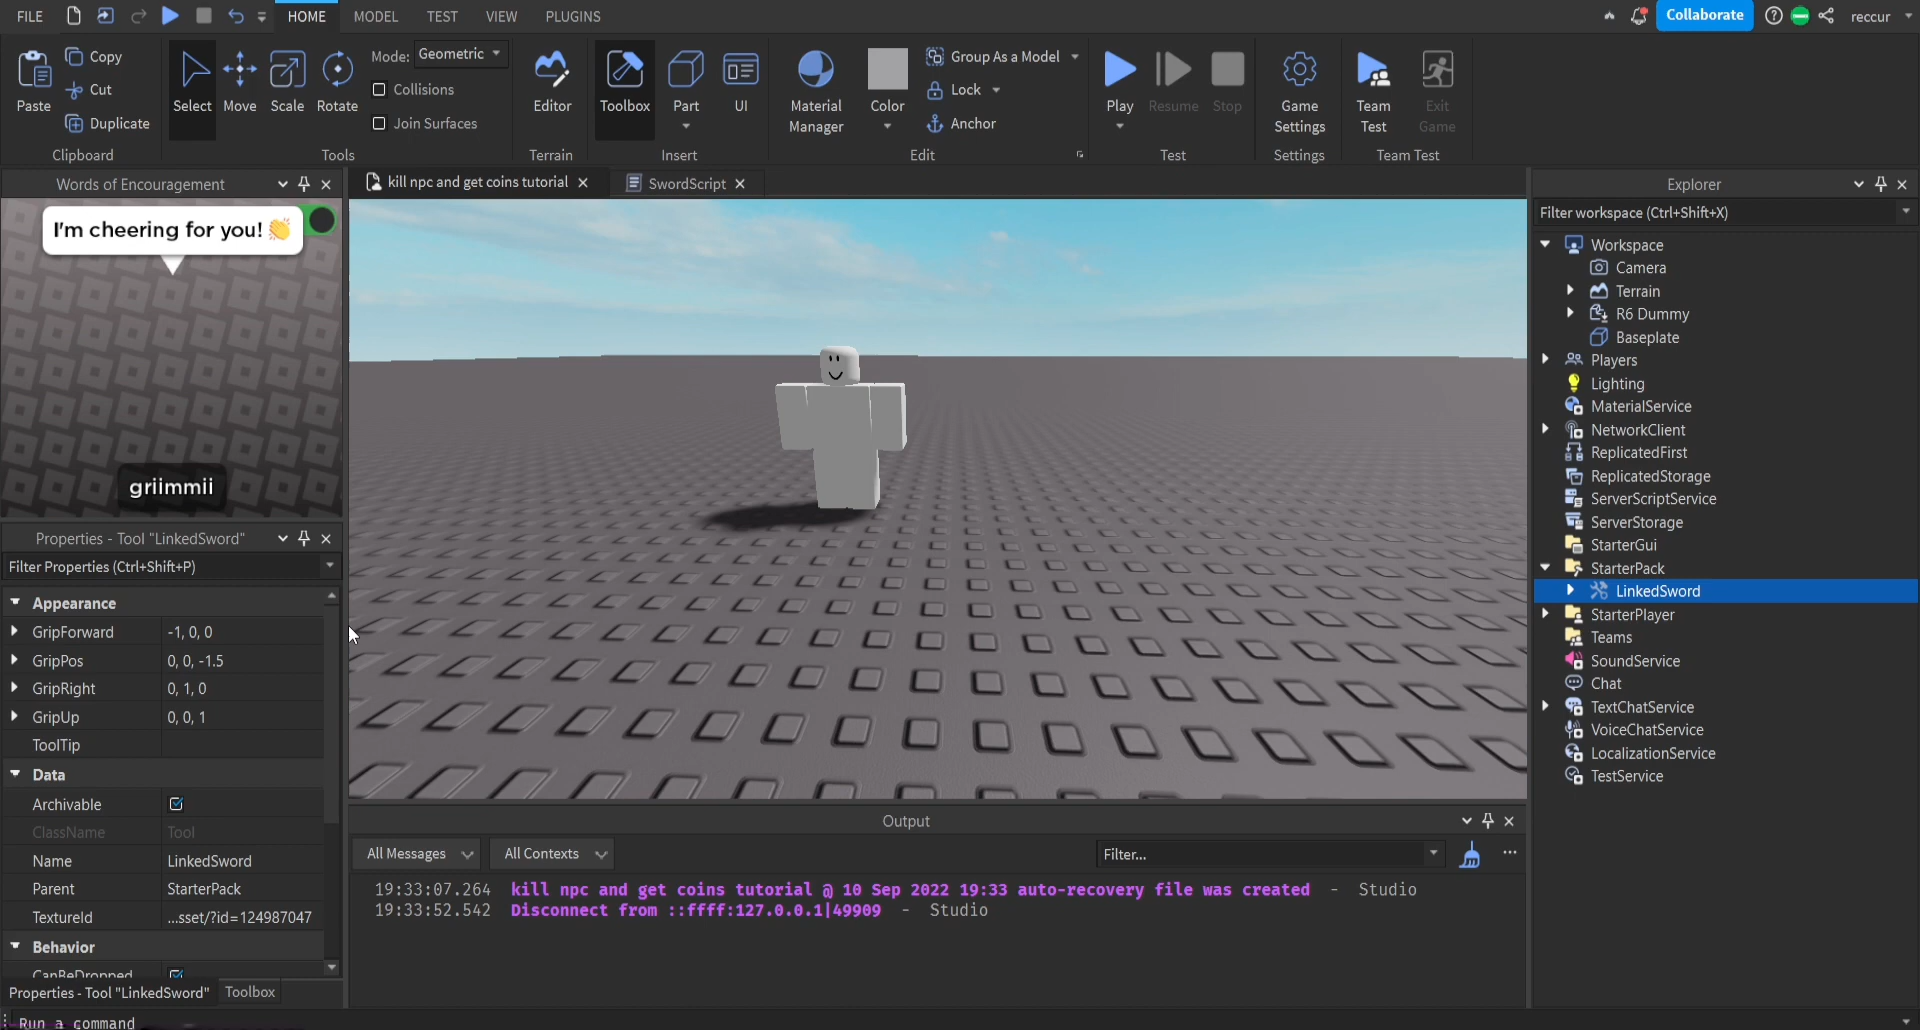 FILE
HOME
MODEL
TEST
VIEW
PLUGINS
Collaborate
reccur
Paste
Copy
Cut
Duplicate
Clipboard
Select
Move
Scale
Rotate
Mode: Geometric
Collisions
Join Surfaces
Tools
Editor
Terrain
Toolbox
Part
UI
Insert
Material
Manager
Color
Group As a Model
Lock
Anchor
Edit
Play
Resume
Stop
Test
Game
Settings
Settings
Team
Test
Exit
Game
Team Test
Words of Encouragement
I'm cheering for you! 👏
griimmii
Properties - Tool "LinkedSword"
Filter Properties (Ctrl+Shift+P)
Appearance
GripForward -1, 0, 0
GripPos 0, 0, -1.5
GripRight 0, 1, 0
GripUp 0, 0, 1
ToolTip
Data
Archivable
ClassName Tool
Name LinkedSword
Parent StarterPack
TextureId ...sset/?id=124987047
Behavior
CanBeDropped
Properties - Tool "LinkedSword"
Toolbox
Run a command
kill npc and get coins tutorial
SwordScript
Output
All Messages
All Contexts
Filter...
19:33:07.264 kill npc and get coins tutorial @ 10 Sep 2022 19:33 auto-recovery file was created - Studio
19:33:52.542 Disconnect from ::ffff:127.0.0.1|49909 - Studio
Explorer
Filter workspace (Ctrl+Shift+X)
Workspace
Camera
Terrain
R6 Dummy
Baseplate
Players
Lighting
MaterialService
NetworkClient
ReplicatedFirst
ReplicatedStorage
ServerScriptService
ServerStorage
StarterGui
StarterPack
LinkedSword
StarterPlayer
Teams
SoundService
Chat
TextChatService
VoiceChatService
LocalizationService
TestService